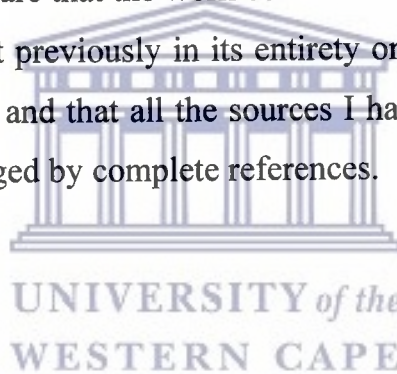 t previously in its entirety or
and that all the sources I ha
ged by complete references.
UNIVERSITY of the
WESTERN CAPE